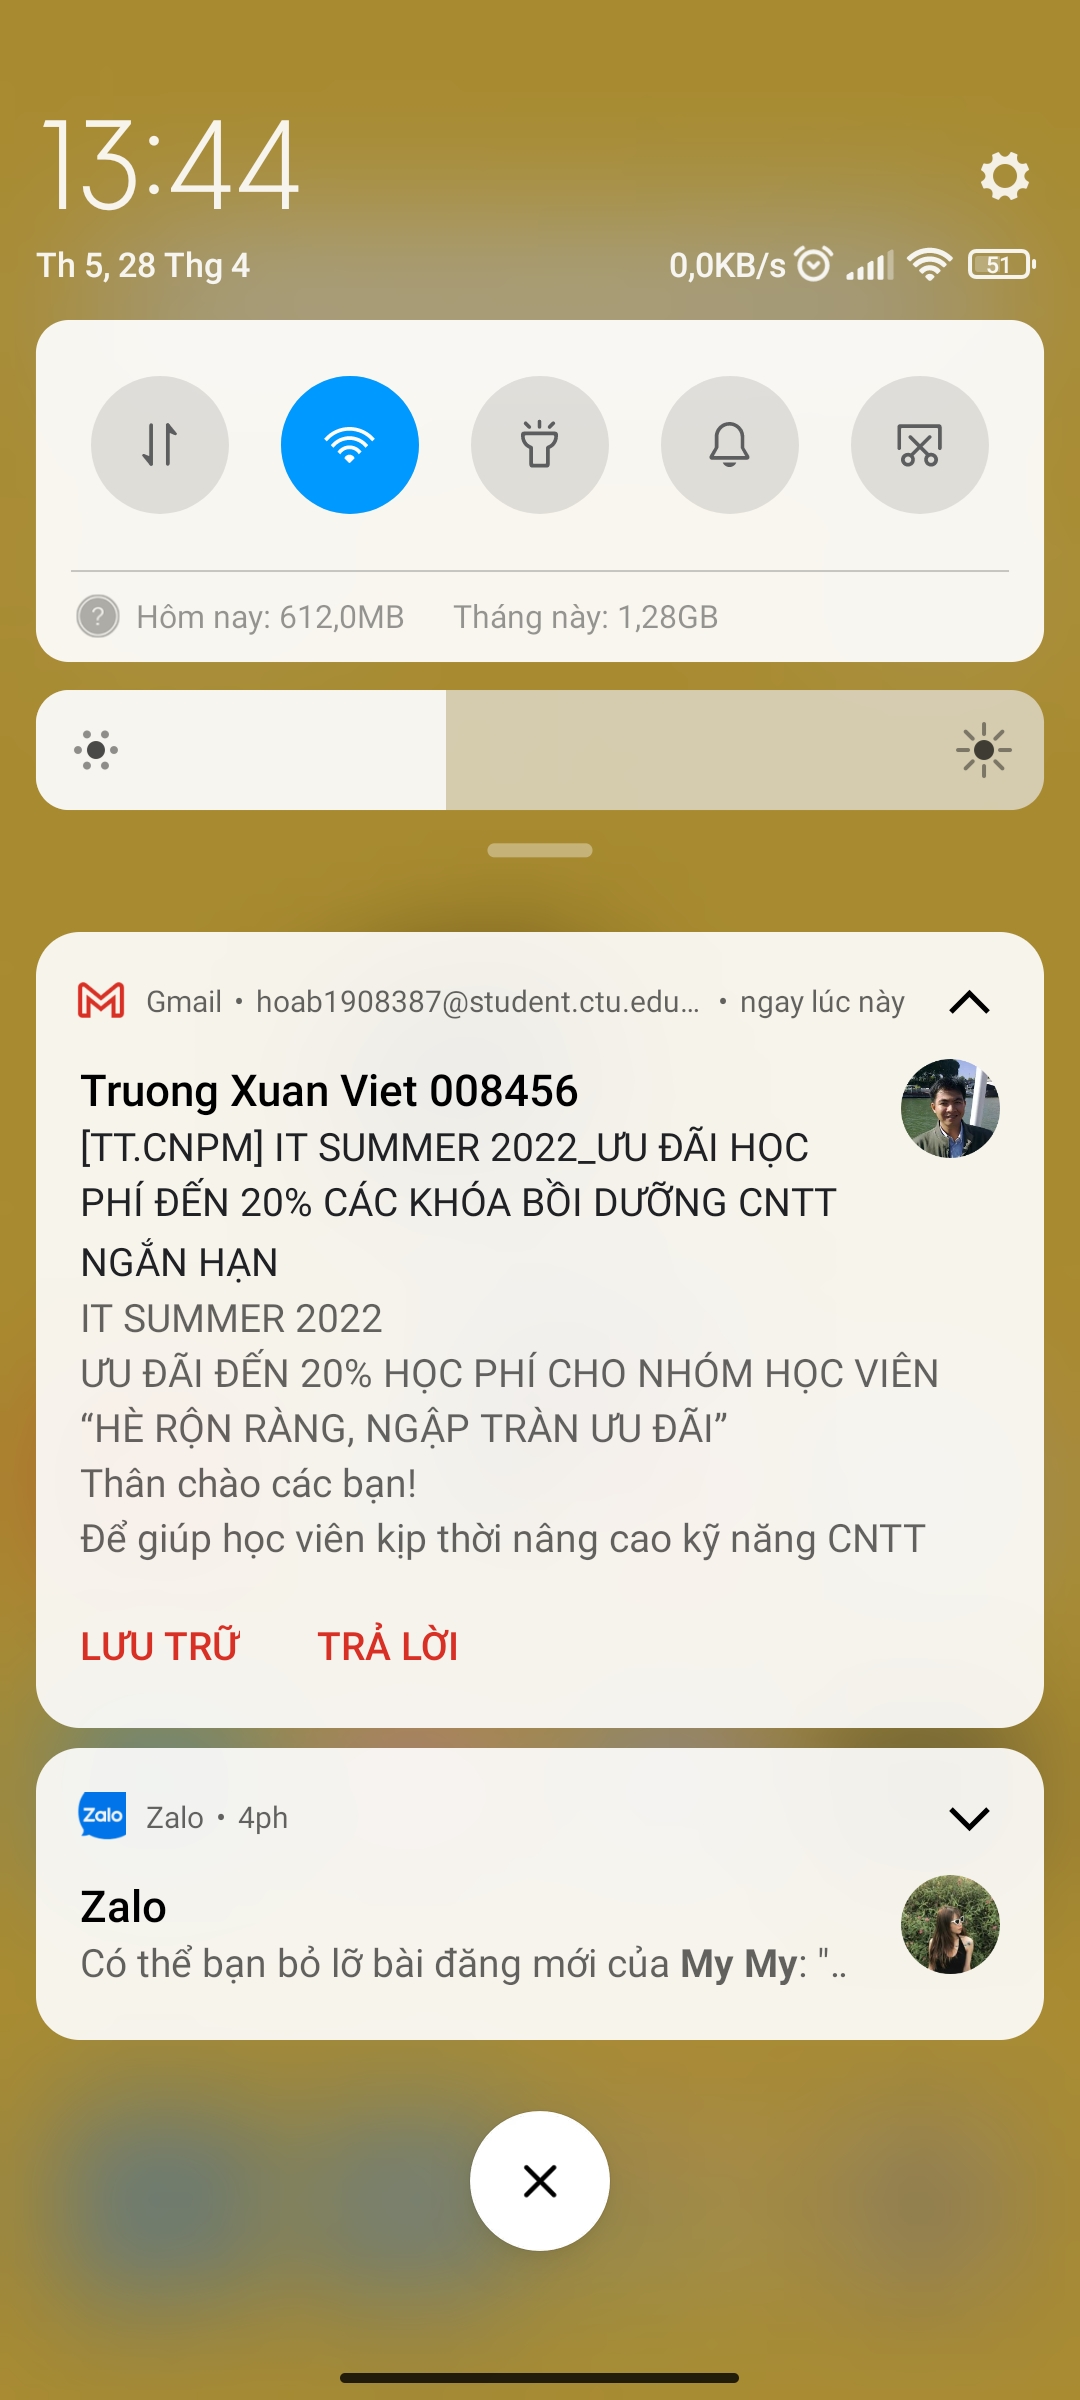 13:44
Th 5, 28 Thg 4
0,0KB/s 51
Hôm nay: 612,0MB Tháng này: 1,28GB
Gmail • hoab1908387@student.ctu.edu... • ngay lúc này
Truong Xuan Viet 008456
[TT.CNPM] IT SUMMER 2022_ƯU ĐÃI HỌC
PHÍ ĐẾN 20% CÁC KHÓA BỒI DƯỠNG CNTT
NGẮN HẠN
IT SUMMER 2022
ƯU ĐÃI ĐẾN 20% HỌC PHÍ CHO NHÓM HỌC VIÊN
“HÈ RỘN RÀNG, NGẬP TRÀN ƯU ĐÃI”
Thân chào các bạn!
Để giúp học viên kịp thời nâng cao kỹ năng CNTT
LƯU TRỮ TRẢ LỜI
Zalo Zalo • 4ph
Zalo
Có thể bạn bỏ lỡ bài đăng mới của My My: "..